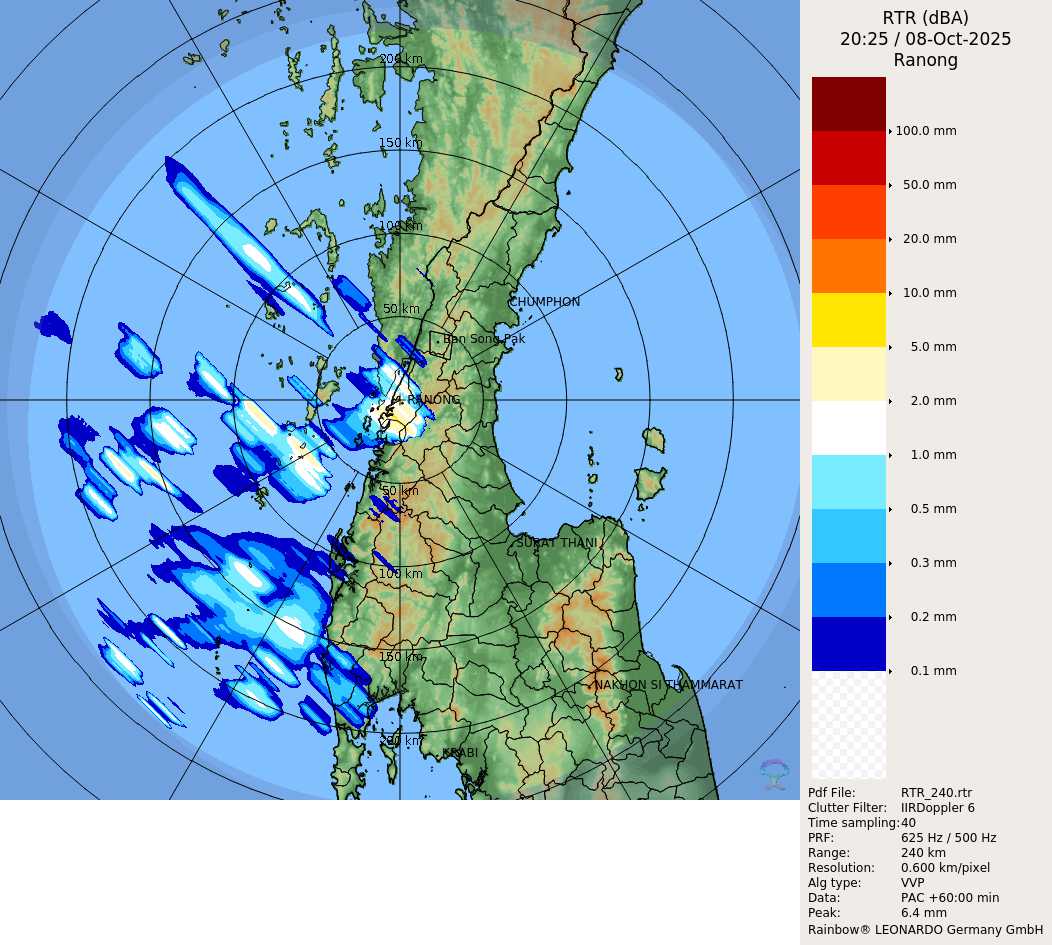 RTR (dBA)
20:25 / 08-Oct-2025
Ranong
200 km
150 km
100 km
50 km
CHUMPHON
Ban Song Pak
RANONG
50 km
SURAT THANI
100 km
150 km
NAKHON SI THAMMARAT
200 km
KRABI
100.0 mm
50.0 mm
20.0 mm
10.0 mm
5.0 mm
2.0 mm
1.0 mm
0.5 mm
0.3 mm
0.2 mm
0.1 mm
Pdf File: RTR_240.rtr
Clutter Filter: IIRDoppler 6
Time sampling:40
PRF: 625 Hz / 500 Hz
Range: 240 km
Resolution: 0.600 km/pixel
Alg type: VVP
Data: PAC +60:00 min
Peak: 6.4 mm
Rainbow® LEONARDO Germany GmbH